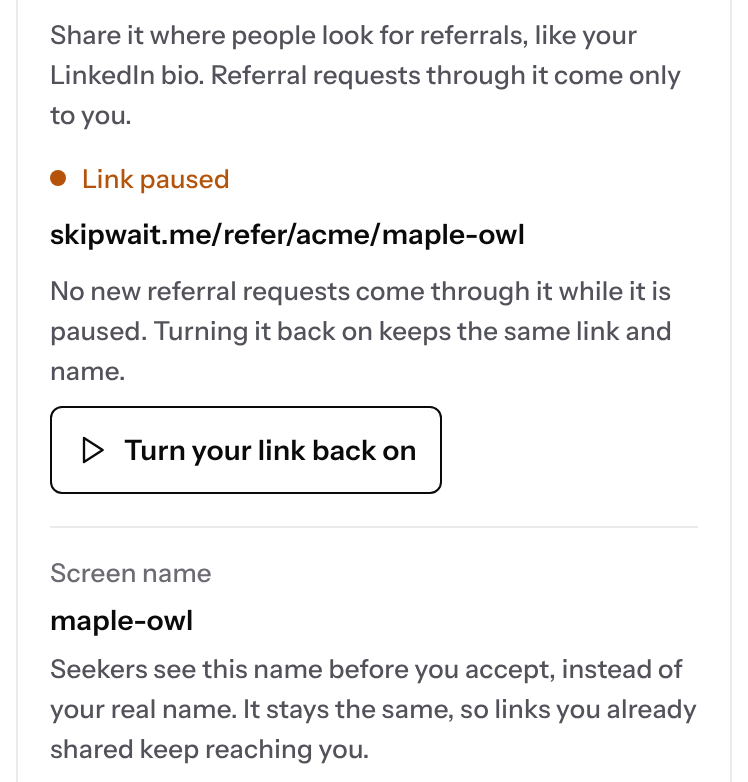 Share it where people look for referrals, like your
LinkedIn bio. Referral requests through it come only
to you.
Link paused
skipwait.me/refer/acme/maple-owl
No new referral requests come through it while it is
paused. Turning it back on keeps the same link and
name.
Turn your link back on
Screen name
maple-owl
Seekers see this name before you accept, instead of
your real name. It stays the same, so links you already
shared keep reaching you.